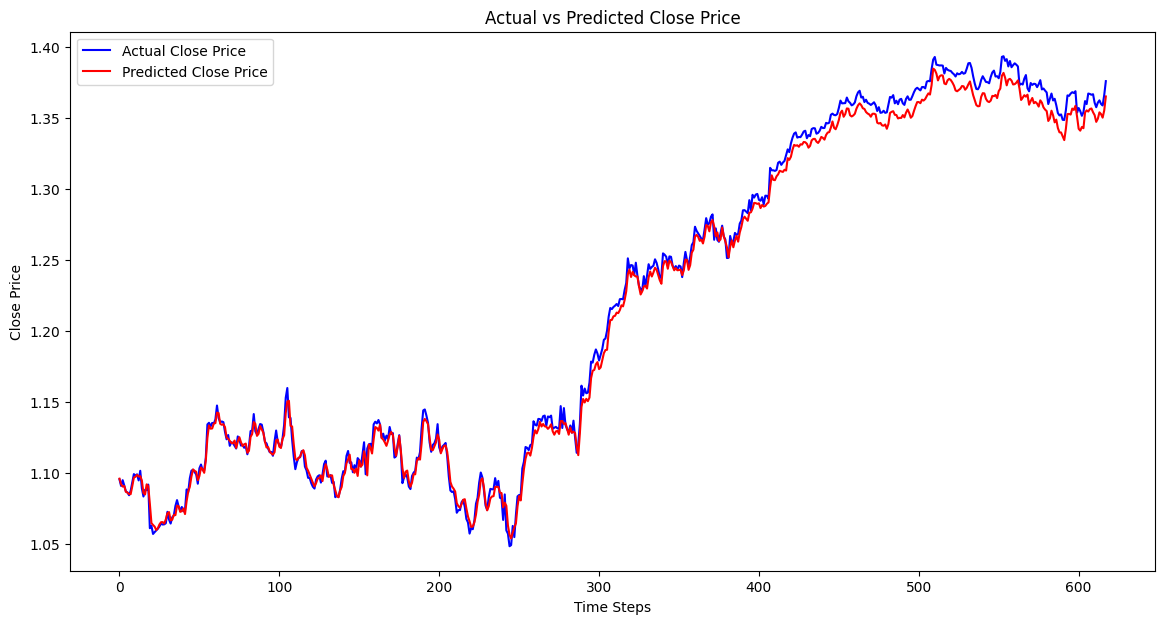 Actual vs Predicted Close Price
Actual Close Price
Predicted Close Price
Close Price
1.40
1.35
1.30
1.25
1.20
1.15
1.10
1.05
0 100 200 300 400 500 600
Time Steps